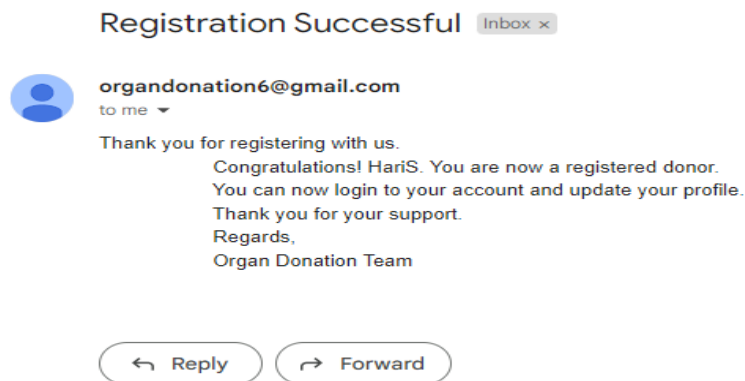 Registration Successful Inbox ×
organdonation6@gmail.com
to me
Thank you for registering with us.
Congratulations! HariS. You are now a registered donor.
You can now login to your account and update your profile.
Thank you for your support.
Regards,
Organ Donation Team
Reply Forward